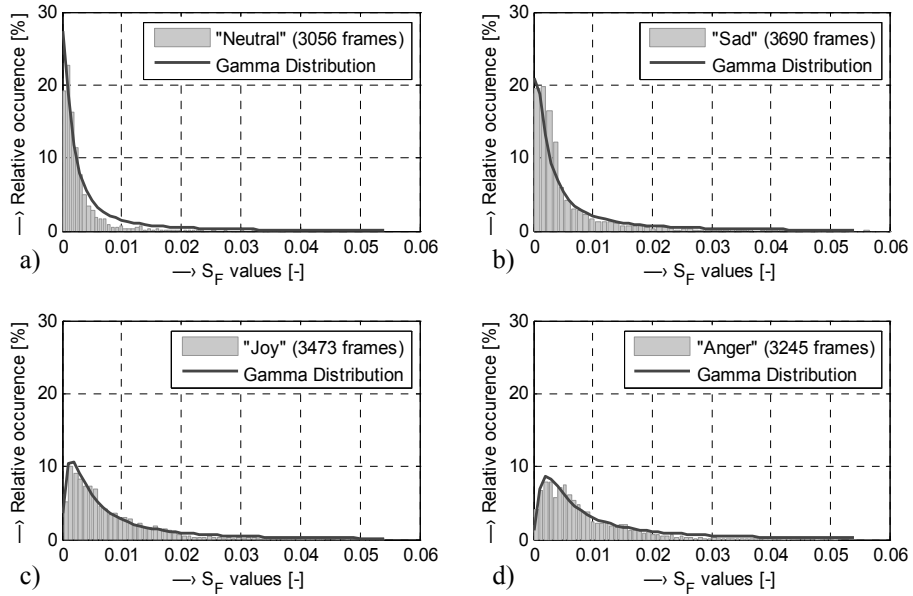 30
20
10
0
—> Relative occurence [%]
"Neutral" (3056 frames)
Gamma Distribution
0 0.01 0.02 0.03 0.04 0.05 0.06
a) —> S_F values [-]
30
20
10
0
—> Relative occurence [%]
"Sad" (3690 frames)
Gamma Distribution
0 0.01 0.02 0.03 0.04 0.05 0.06
b) —> S_F values [-]
30
20
10
0
—> Relative occurence [%]
"Joy" (3473 frames)
Gamma Distribution
0 0.01 0.02 0.03 0.04 0.05 0.06
c) —> S_F values [-]
30
20
10
0
—> Relative occurence [%]
"Anger" (3245 frames)
Gamma Distribution
0 0.01 0.02 0.03 0.04 0.05 0.06
d) —> S_F values [-]